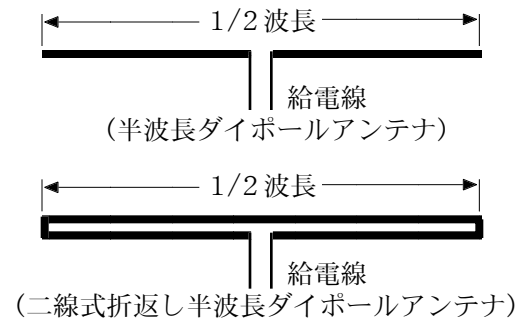 1/2 波長
給電線
(半波長ダイポールアンテナ)
1/2 波長
給電線
(二線式折返し半波長ダイポールアンテナ)